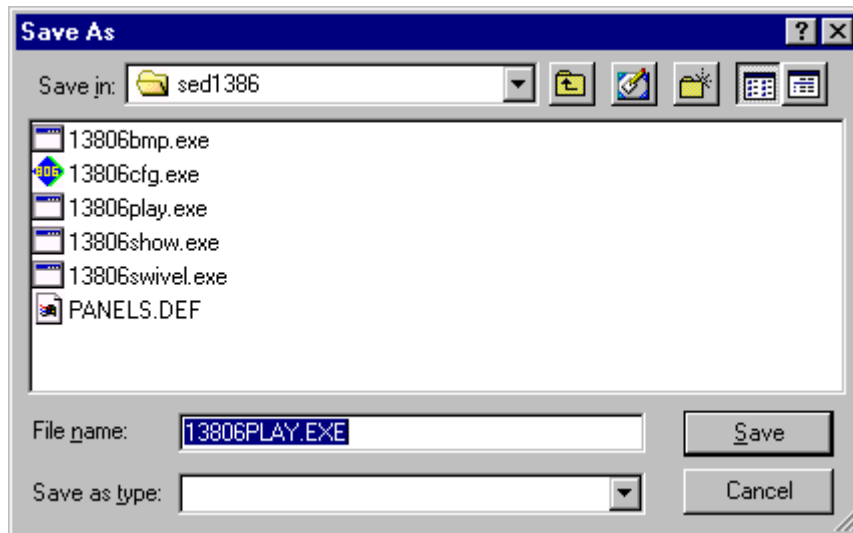 Save As
Save in: sed1386
13806bmp.exe
13806cfg.exe
13806play.exe
13806show.exe
13806swivel.exe
PANELS.DEF
File name: 13806PLAY.EXE Save
Save as type: Cancel